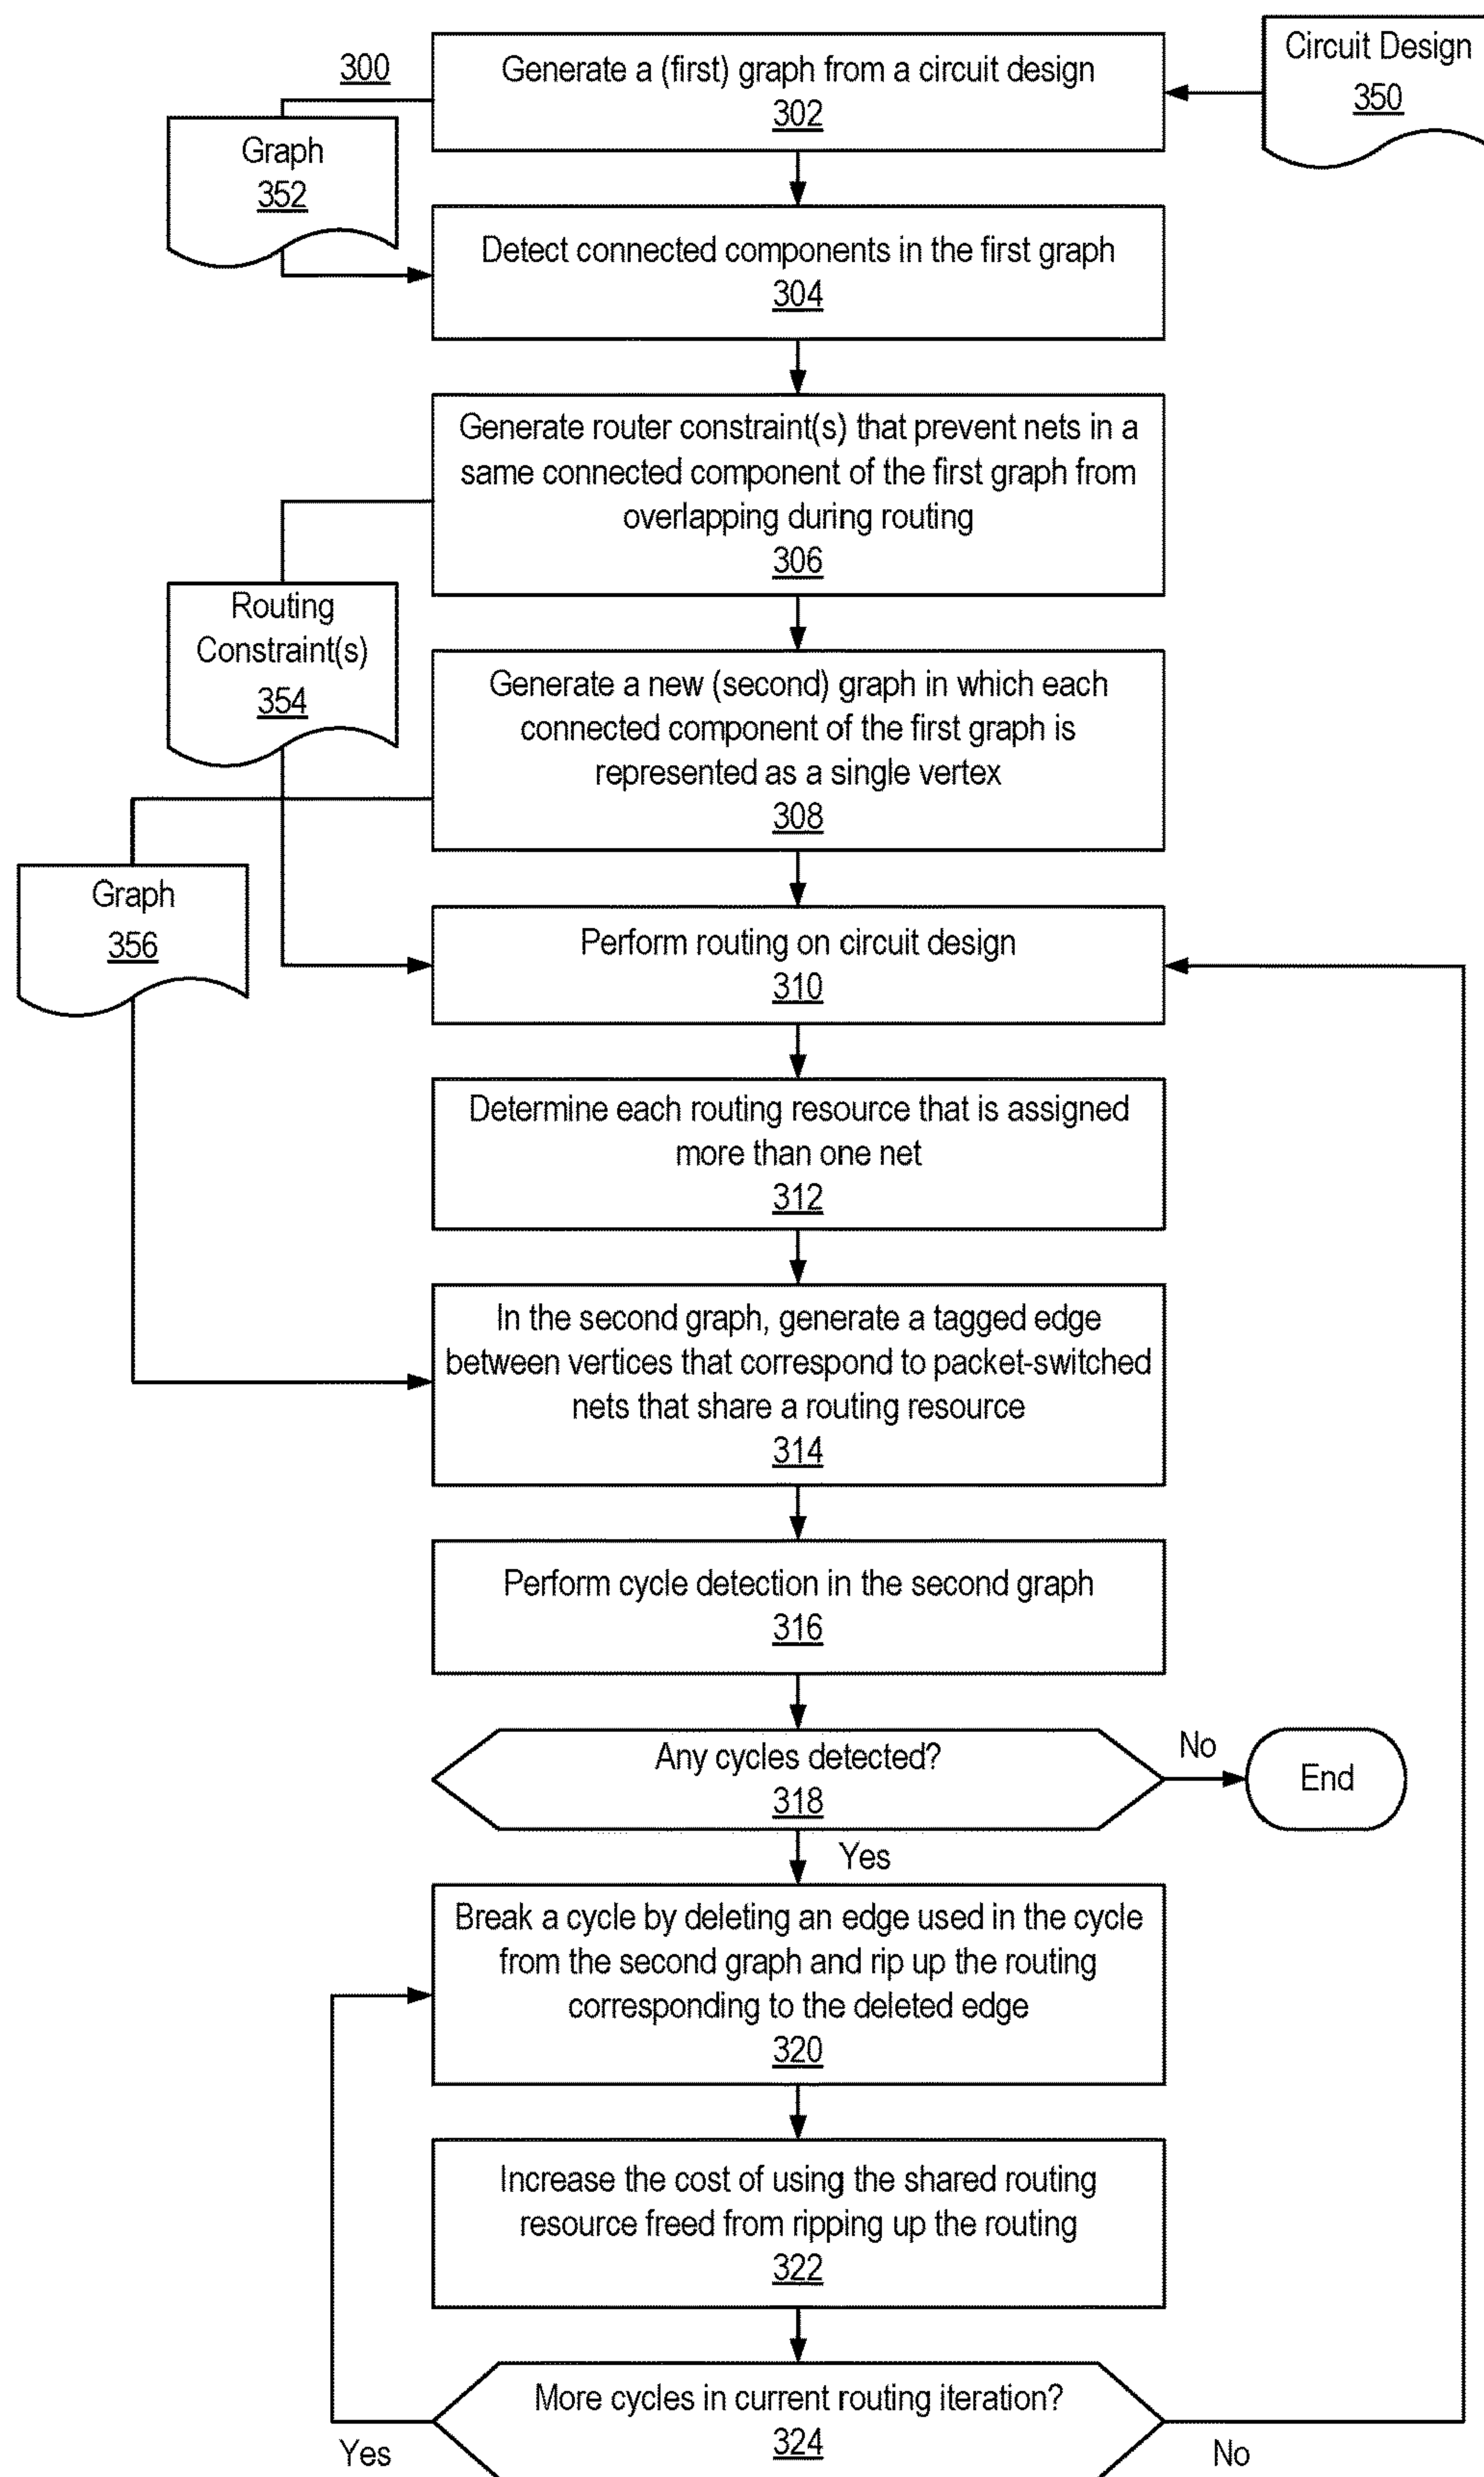 300
Generate a (first) graph from a circuit design
302
Circuit Design
350
Graph
352
Detect connected components in the first graph
304
Generate router constraint(s) that prevent nets in a
same connected component of the first graph from
overlapping during routing
306
Routing
Constraint(s)
354
Generate a new (second) graph in which each
connected component of the first graph is
represented as a single vertex
308
Graph
356
Perform routing on circuit design
310
Determine each routing resource that is assigned
more than one net
312
In the second graph, generate a tagged edge
between vertices that correspond to packet-switched
nets that share a routing resource
314
Perform cycle detection in the second graph
316
Any cycles detected?
318
No
End
Yes
Break a cycle by deleting an edge used in the cycle
from the second graph and rip up the routing
corresponding to the deleted edge
320
Increase the cost of using the shared routing
resource freed from ripping up the routing
322
More cycles in current routing iteration?
324
Yes
No